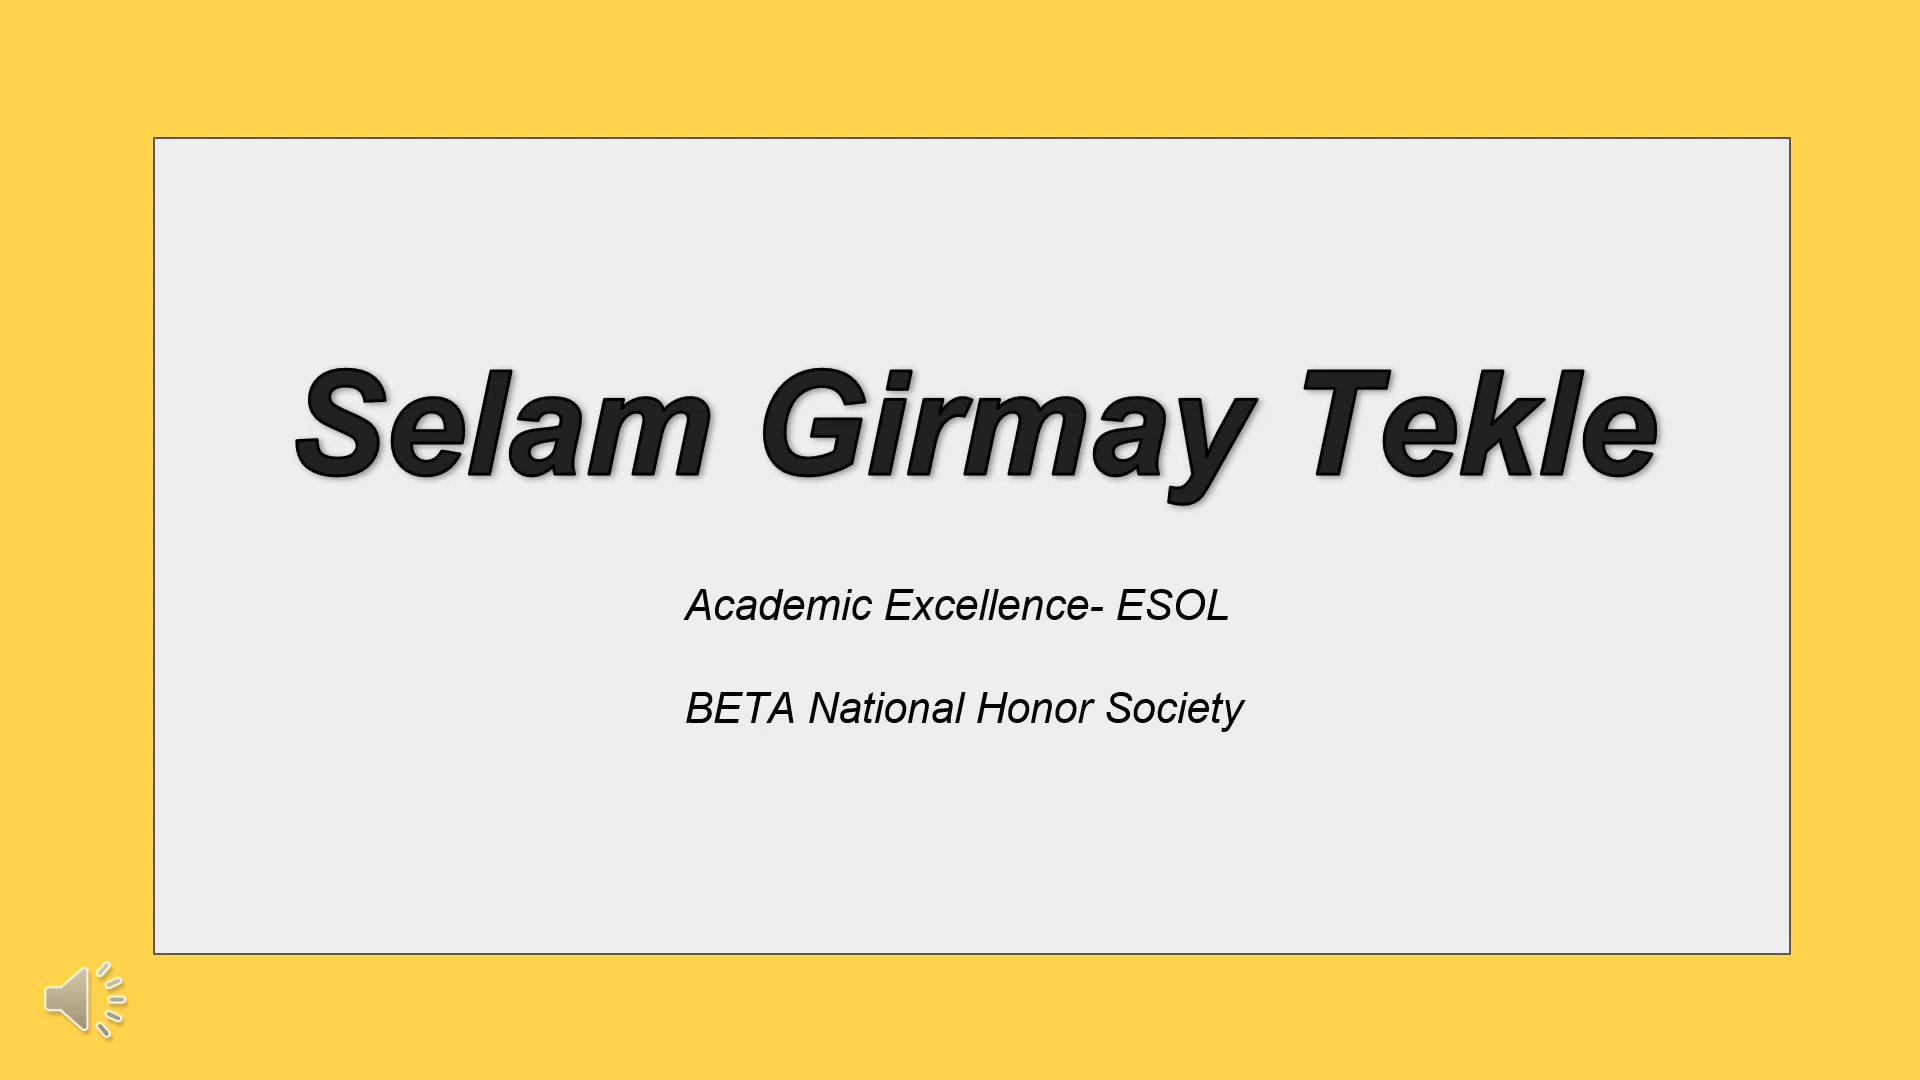 Selam Girmay Tekle
Academic Excellence- ESOL
BETA National Honor Society